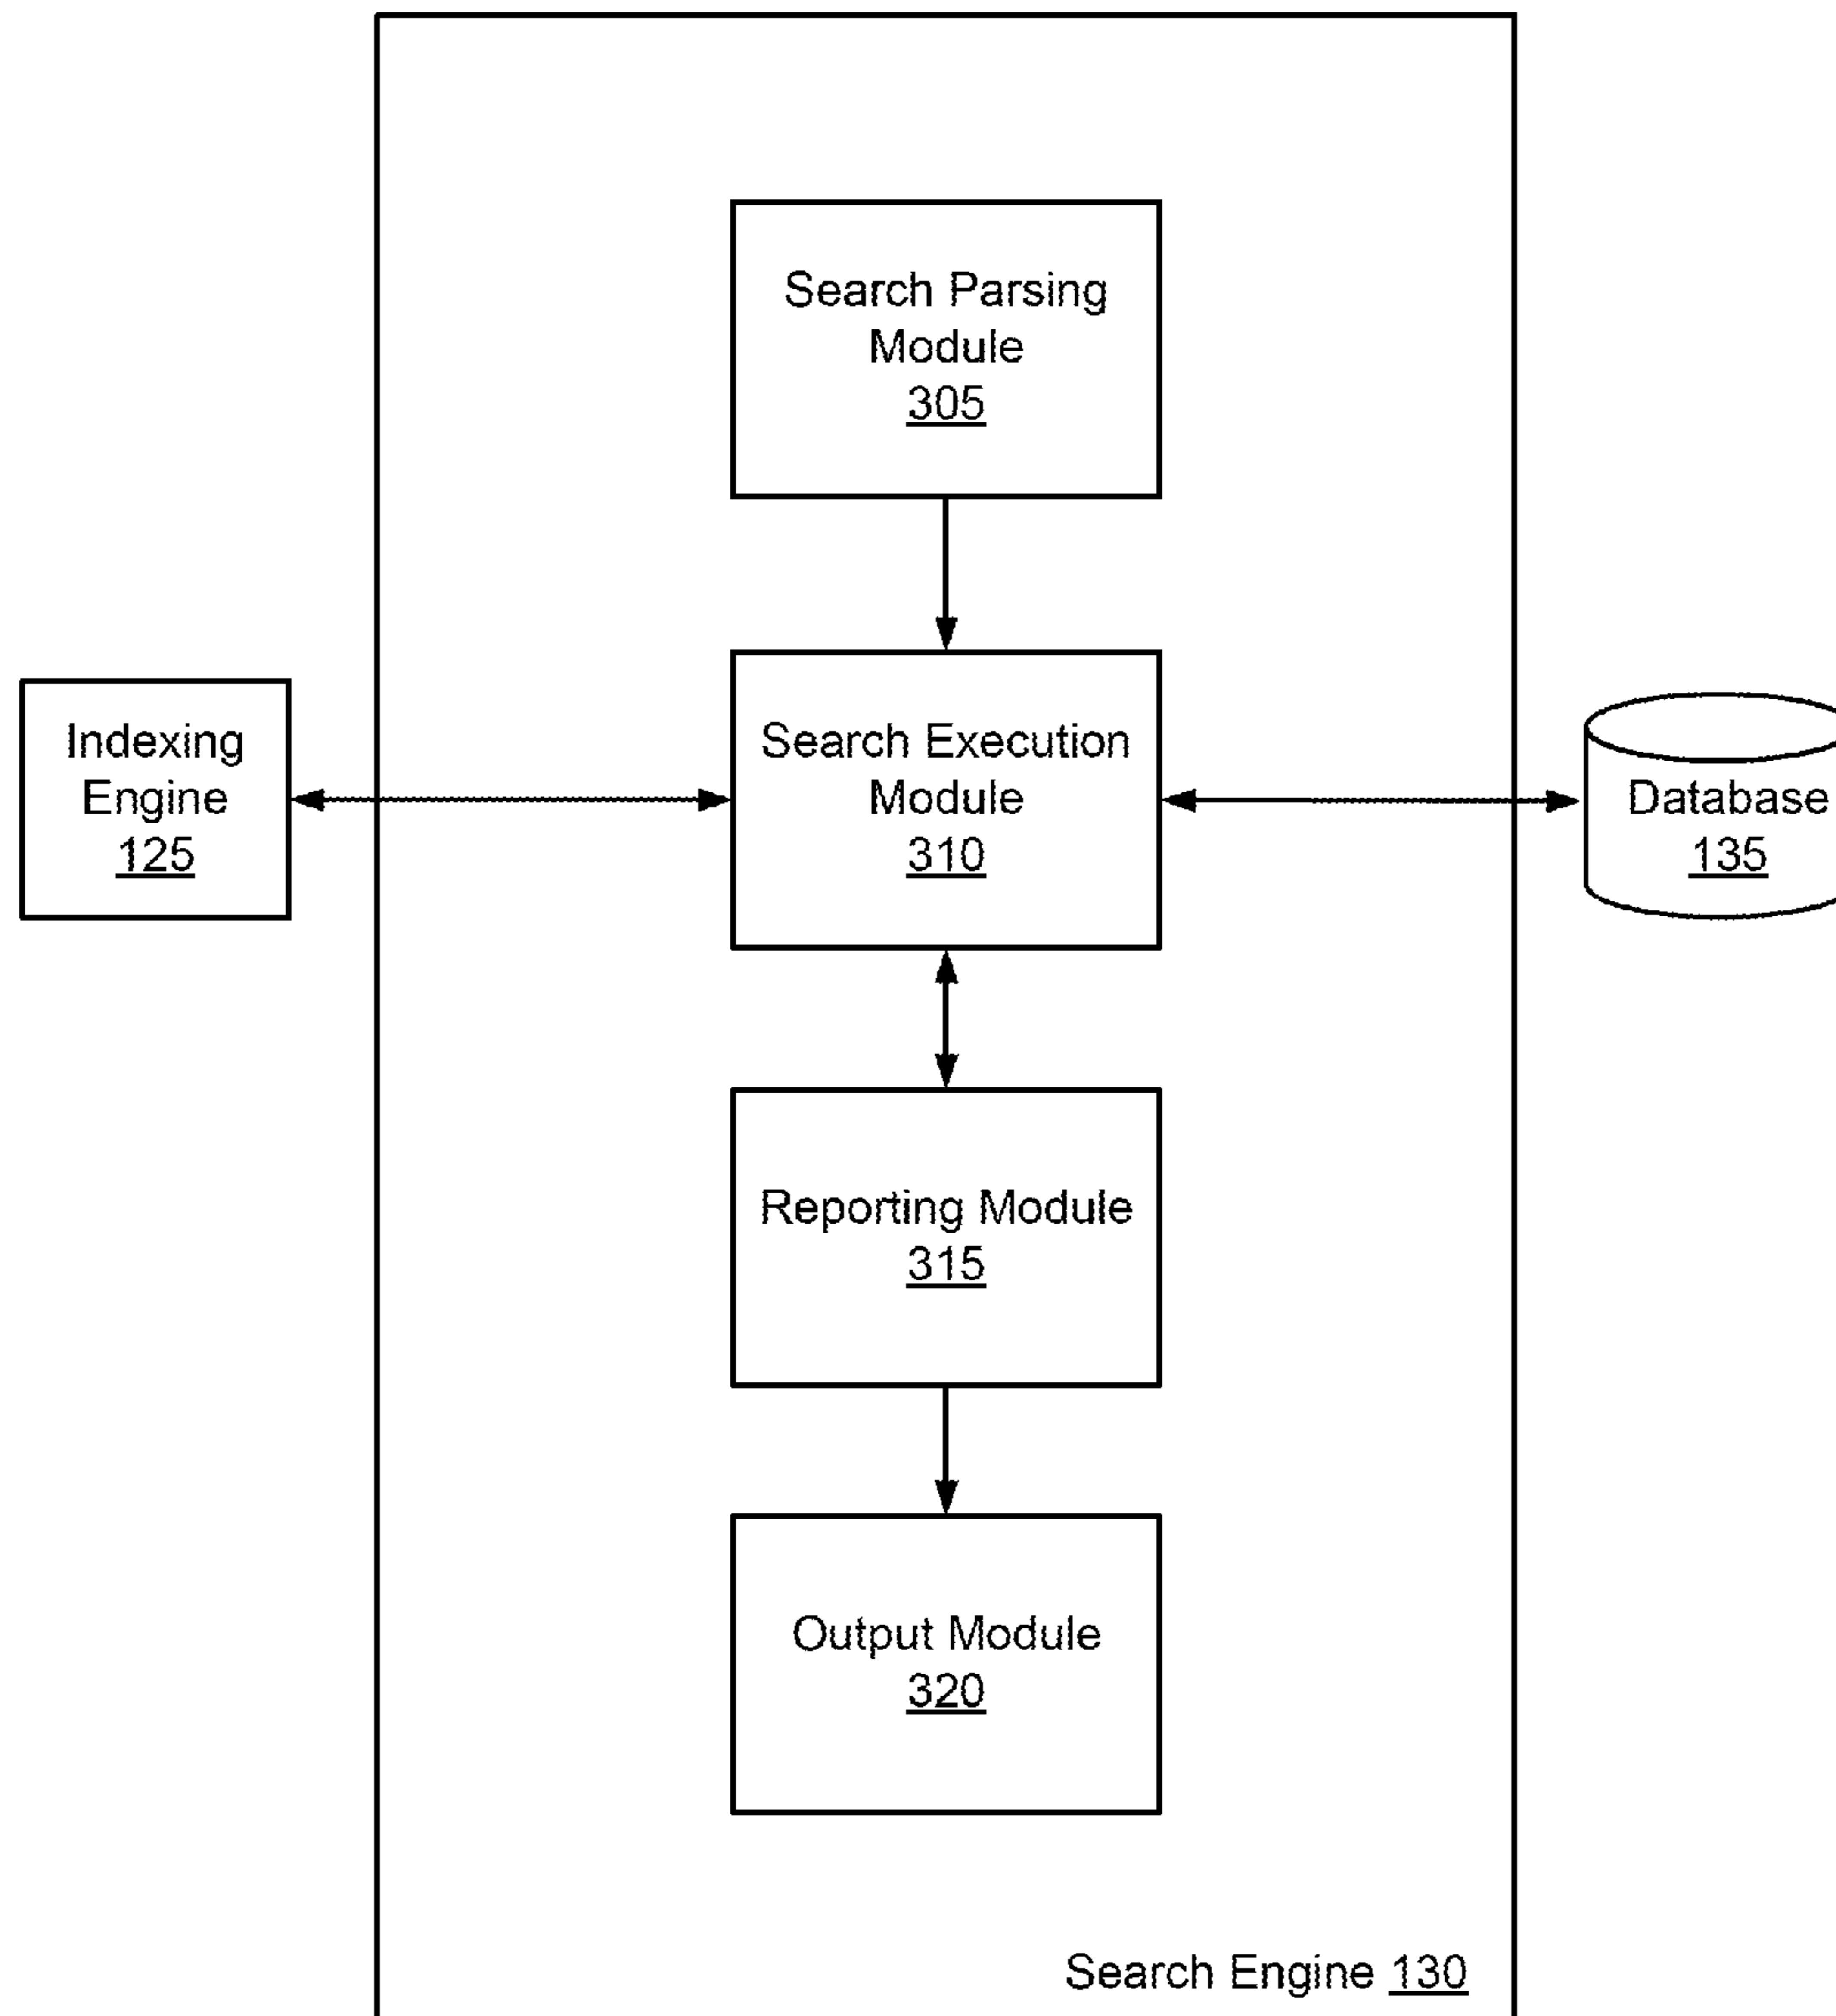 Search Parsing
Module
305
Indexing
Engine
125
Search Execution
Module
310
Database
135
Reporting Module
315
Output Module
320
Search Engine 130